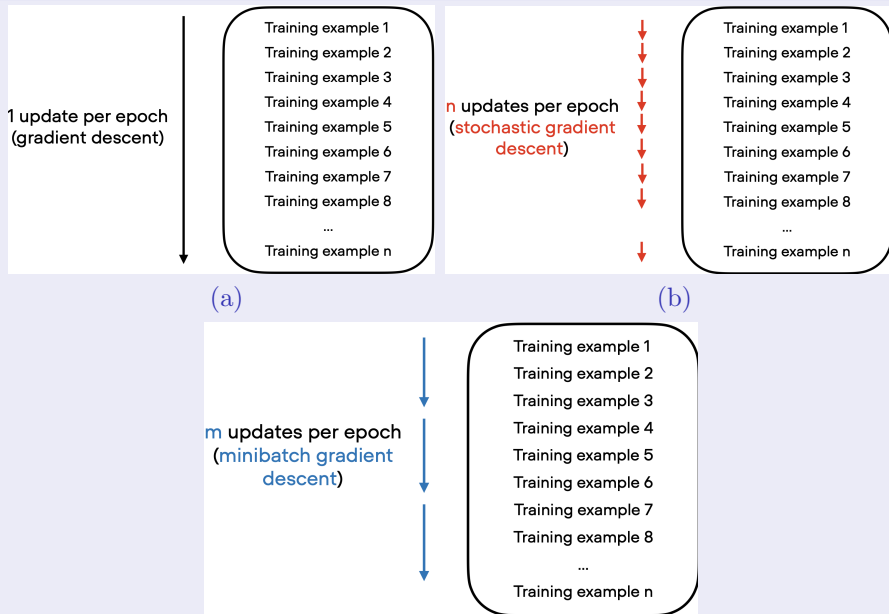 Training example 1
Training example 2
Training example 3
Training example 4
Training example 5
Training example 6
Training example 7
Training example 8
...
Training example n
1 update per epoch
(gradient descent)
(a)
n updates per epoch
(stochastic gradient
descent)
Training example 1
Training example 2
Training example 3
Training example 4
Training example 5
Training example 6
Training example 7
Training example 8
...
Training example n
(b)
m updates per epoch
(minibatch gradient
descent)
Training example 1
Training example 2
Training example 3
Training example 4
Training example 5
Training example 6
Training example 7
Training example 8
...
Training example n